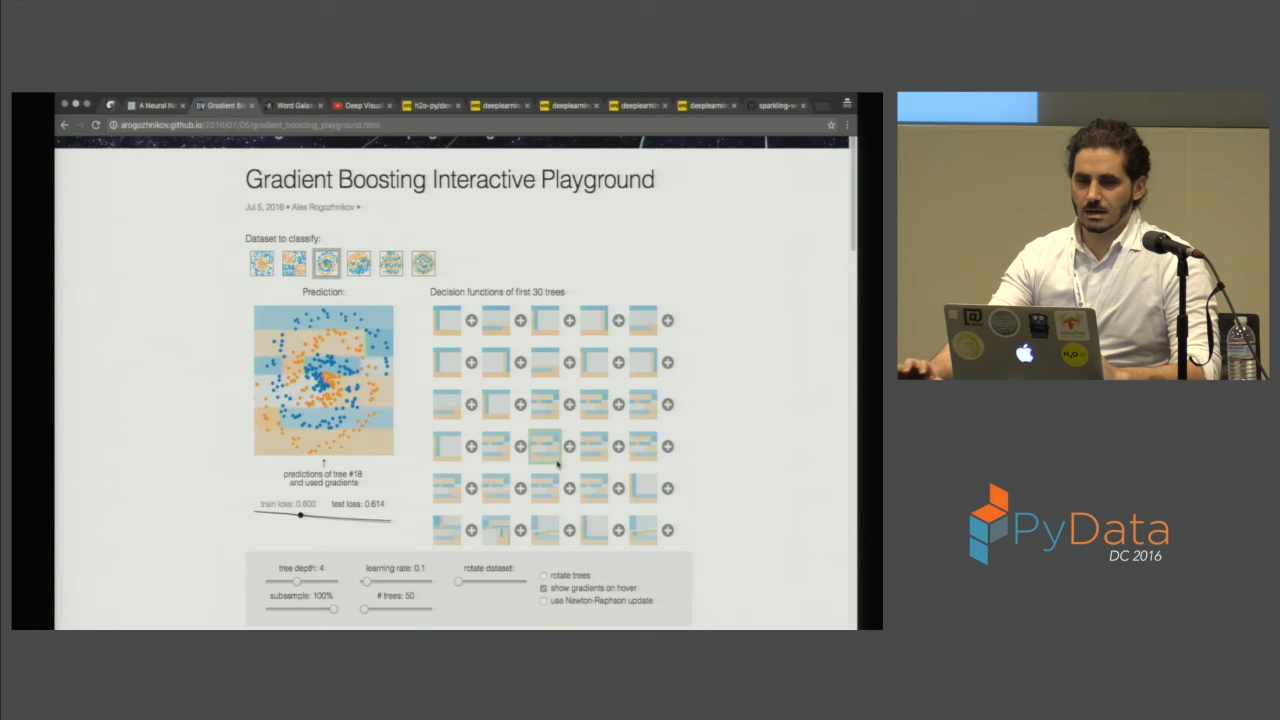 A Neural N
Gradient Bo
Word Gala
Deep Visual
h2o-py/de
deeplearnin
deeplearnin
deeplearnin
deeplearnin
sparkling-w
arogozhnikov.github.io/2016/07/05/gradient_boosting_playground.html
Gradient Boosting Interactive Playground
Jul 5, 2016 • Alex Rogozhnikov •
Dataset to classify:
Prediction:
Decision functions of first 30 trees
predictions of tree #18
and used gradients
train loss: 0.600
test loss: 0.614
tree depth: 4
learning rate: 0.1
rotate dataset:
rotate trees
show gradients on hover
subsample: 100%
# trees: 50
use Newton-Raphson update
H2O.ai
PyData
DC 2016